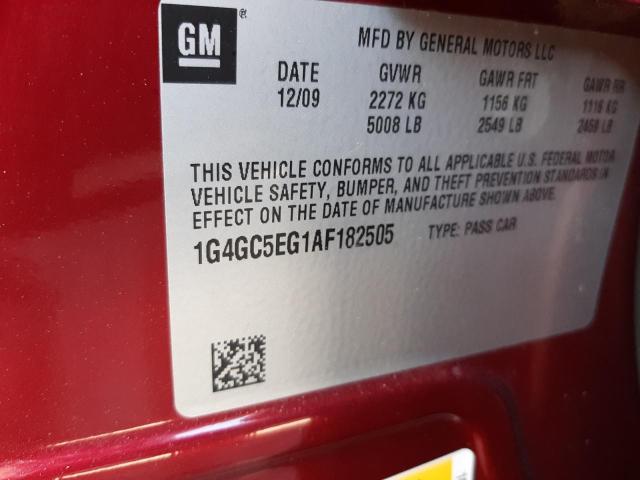 GM ®
MFD BY GENERAL MOTORS LLC
DATE GVWR GAWR FRT GAWR RR
12/09 2272 KG 1156 KG 1116 KG
5008 LB 2549 LB 2459 LB
THIS VEHICLE CONFORMS TO ALL APPLICABLE U.S. FEDERAL MOTOR
VEHICLE SAFETY, BUMPER, AND THEFT PREVENTION STANDARDS IN
EFFECT ON THE DATE OF MANUFACTURE SHOWN ABOVE.
1G4GC5EG1AF182505 TYPE: PASS CAR